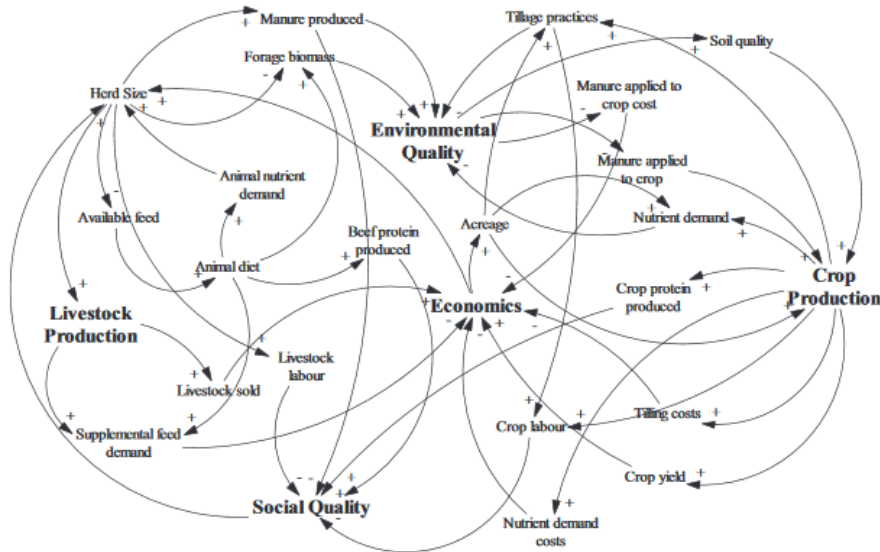 Manure produced
Tillage practices
Soil quality
Forage biomass
Herd Size
Manure applied to
crop cost
Environmental
Quality
Manure applied
to crop
Animal nutrient
demand
Available feed
Acreage
Nutrient demand
Beef protein
produced
Animal diet
Crop
Production
Crop protein
produced
Economics
Livestock
Production
Livestock
labour
Livestock sold
Supplemental feed
demand
Crop labour
Tilling costs
Crop yield
Social Quality
Nutrient demand
costs